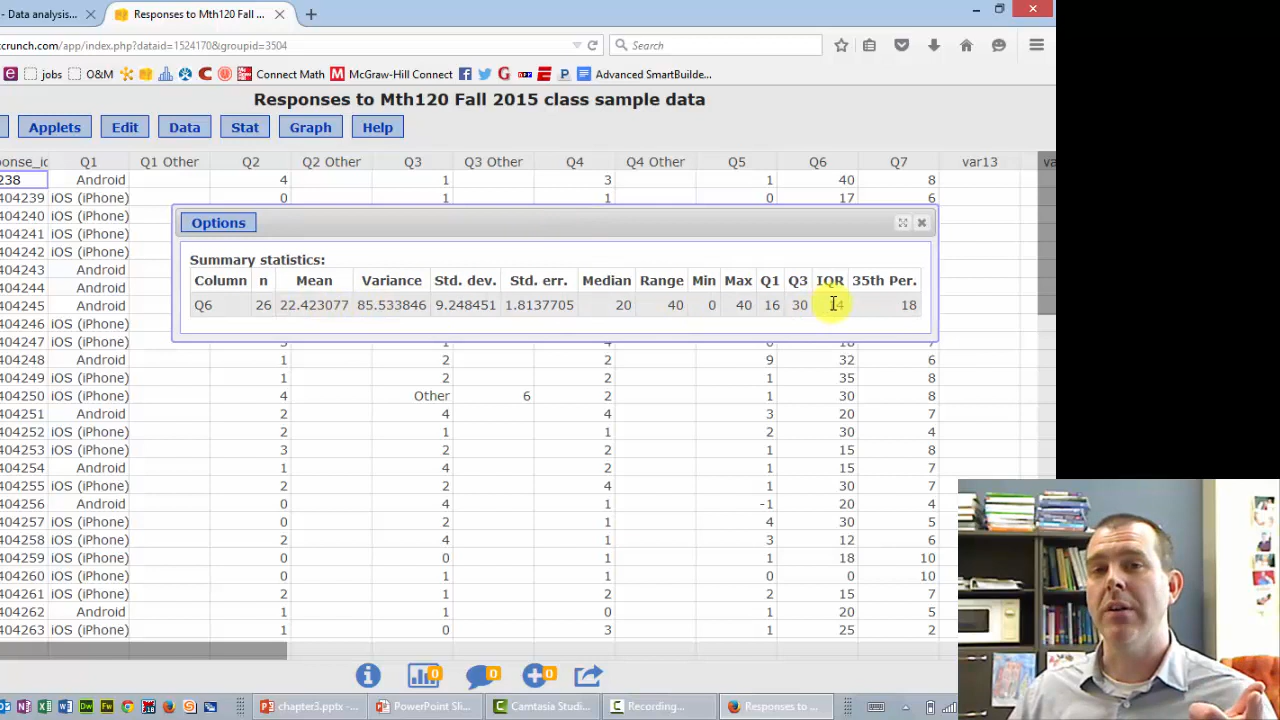 - Data analysis...
Responses to Mth120 Fall 2015 ...
crunch.com/app/index.php?dataid=1524170&groupid=3504
Search
jobs O&M Connect Math McGraw-Hill Connect Advanced SmartBuilde...
Responses to Mth120 Fall 2015 class sample data
Applets Edit Data Stat Graph Help
Q1 Q1 Other Q2 Q2 Other Q3 Q3 Other Q4 Q4 Other Q5 Q6 Q7 var13
238 Android 4 1 3 1 40 8
404239 iOS (iPhone) 0 1 1 0 17 6
404240 iOS (iPhone)
404241 iOS (iPhone)
404242 iOS (iPhone)
404243 Android
404244 Android
404245 Android
404246 iOS (iPhone)
404247 iOS (iPhone)
404248 Android 1 2 2 9 32 6
404249 iOS (iPhone) 1 2 2 1 35 8
404250 iOS (iPhone) 4 Other 6 2 1 30 8
404251 Android 2 4 4 3 20 7
404252 iOS (iPhone) 2 1 1 2 30 4
404253 iOS (iPhone) 3 2 2 1 15 8
404254 Android 1 4 2 1 15 7
404255 iOS (iPhone) 2 2 4 1 30 7
404256 Android 0 4 1 -1 20 4
404257 iOS (iPhone) 0 2 1 4 30 5
404258 iOS (iPhone) 2 4 1 3 12 6
404259 iOS (iPhone) 0 0 1 1 18 10
404260 iOS (iPhone) 0 1 1 0 0 10
404261 iOS (iPhone) 2 1 2 2 15 7
404262 Android 1 1 0 1 20 5
404263 iOS (iPhone) 1 0 3 1 25 2
Options
Summary statistics:
Column n Mean Variance Std. dev. Std. err. Median Range Min Max Q1 Q3 IQR 35th Per.
Q6 26 22.423077 85.533846 9.248451 1.8137705 20 40 0 40 16 30 18
0 0 0
chapter3.pptx -... PowerPoint Sli... Camtasia Studi... Recording... Responses to ...